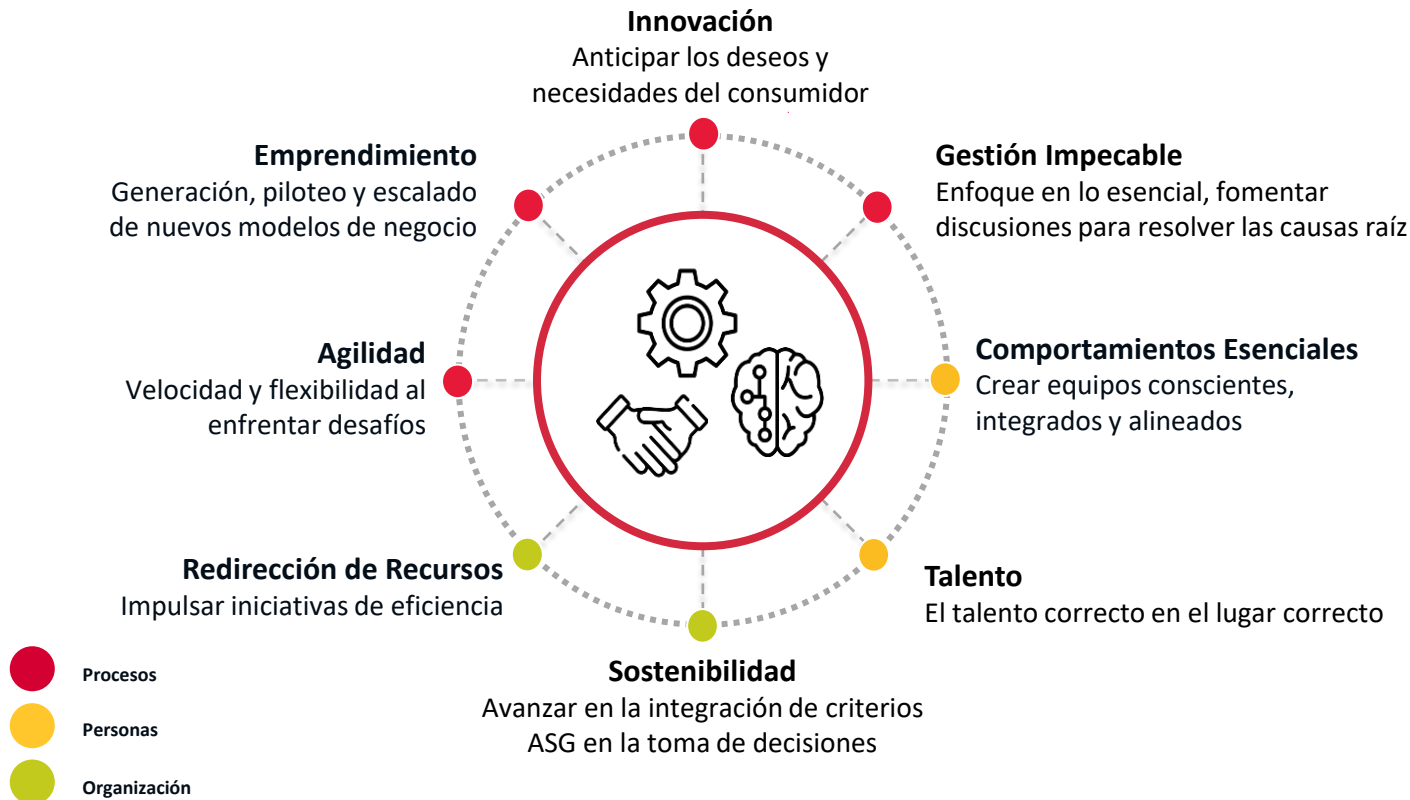 Innovación
Anticipar los deseos y
necesidades del consumidor
Emprendimiento
Generación, piloteo y escalado
de nuevos modelos de negocio
Gestión Impecable
Enfoque en lo esencial, fomentar
discusiones para resolver las causas raíz
Agilidad
Velocidad y flexibilidad al
enfrentar desafíos
Comportamientos Esenciales
Crear equipos conscientes,
integrados y alineados
Redirección de Recursos
Impulsar iniciativas de eficiencia
Talento
El talento correcto en el lugar correcto
Sostenibilidad
Avanzar en la integración de criterios
ASG en la toma de decisiones
Procesos
Personas
Organización